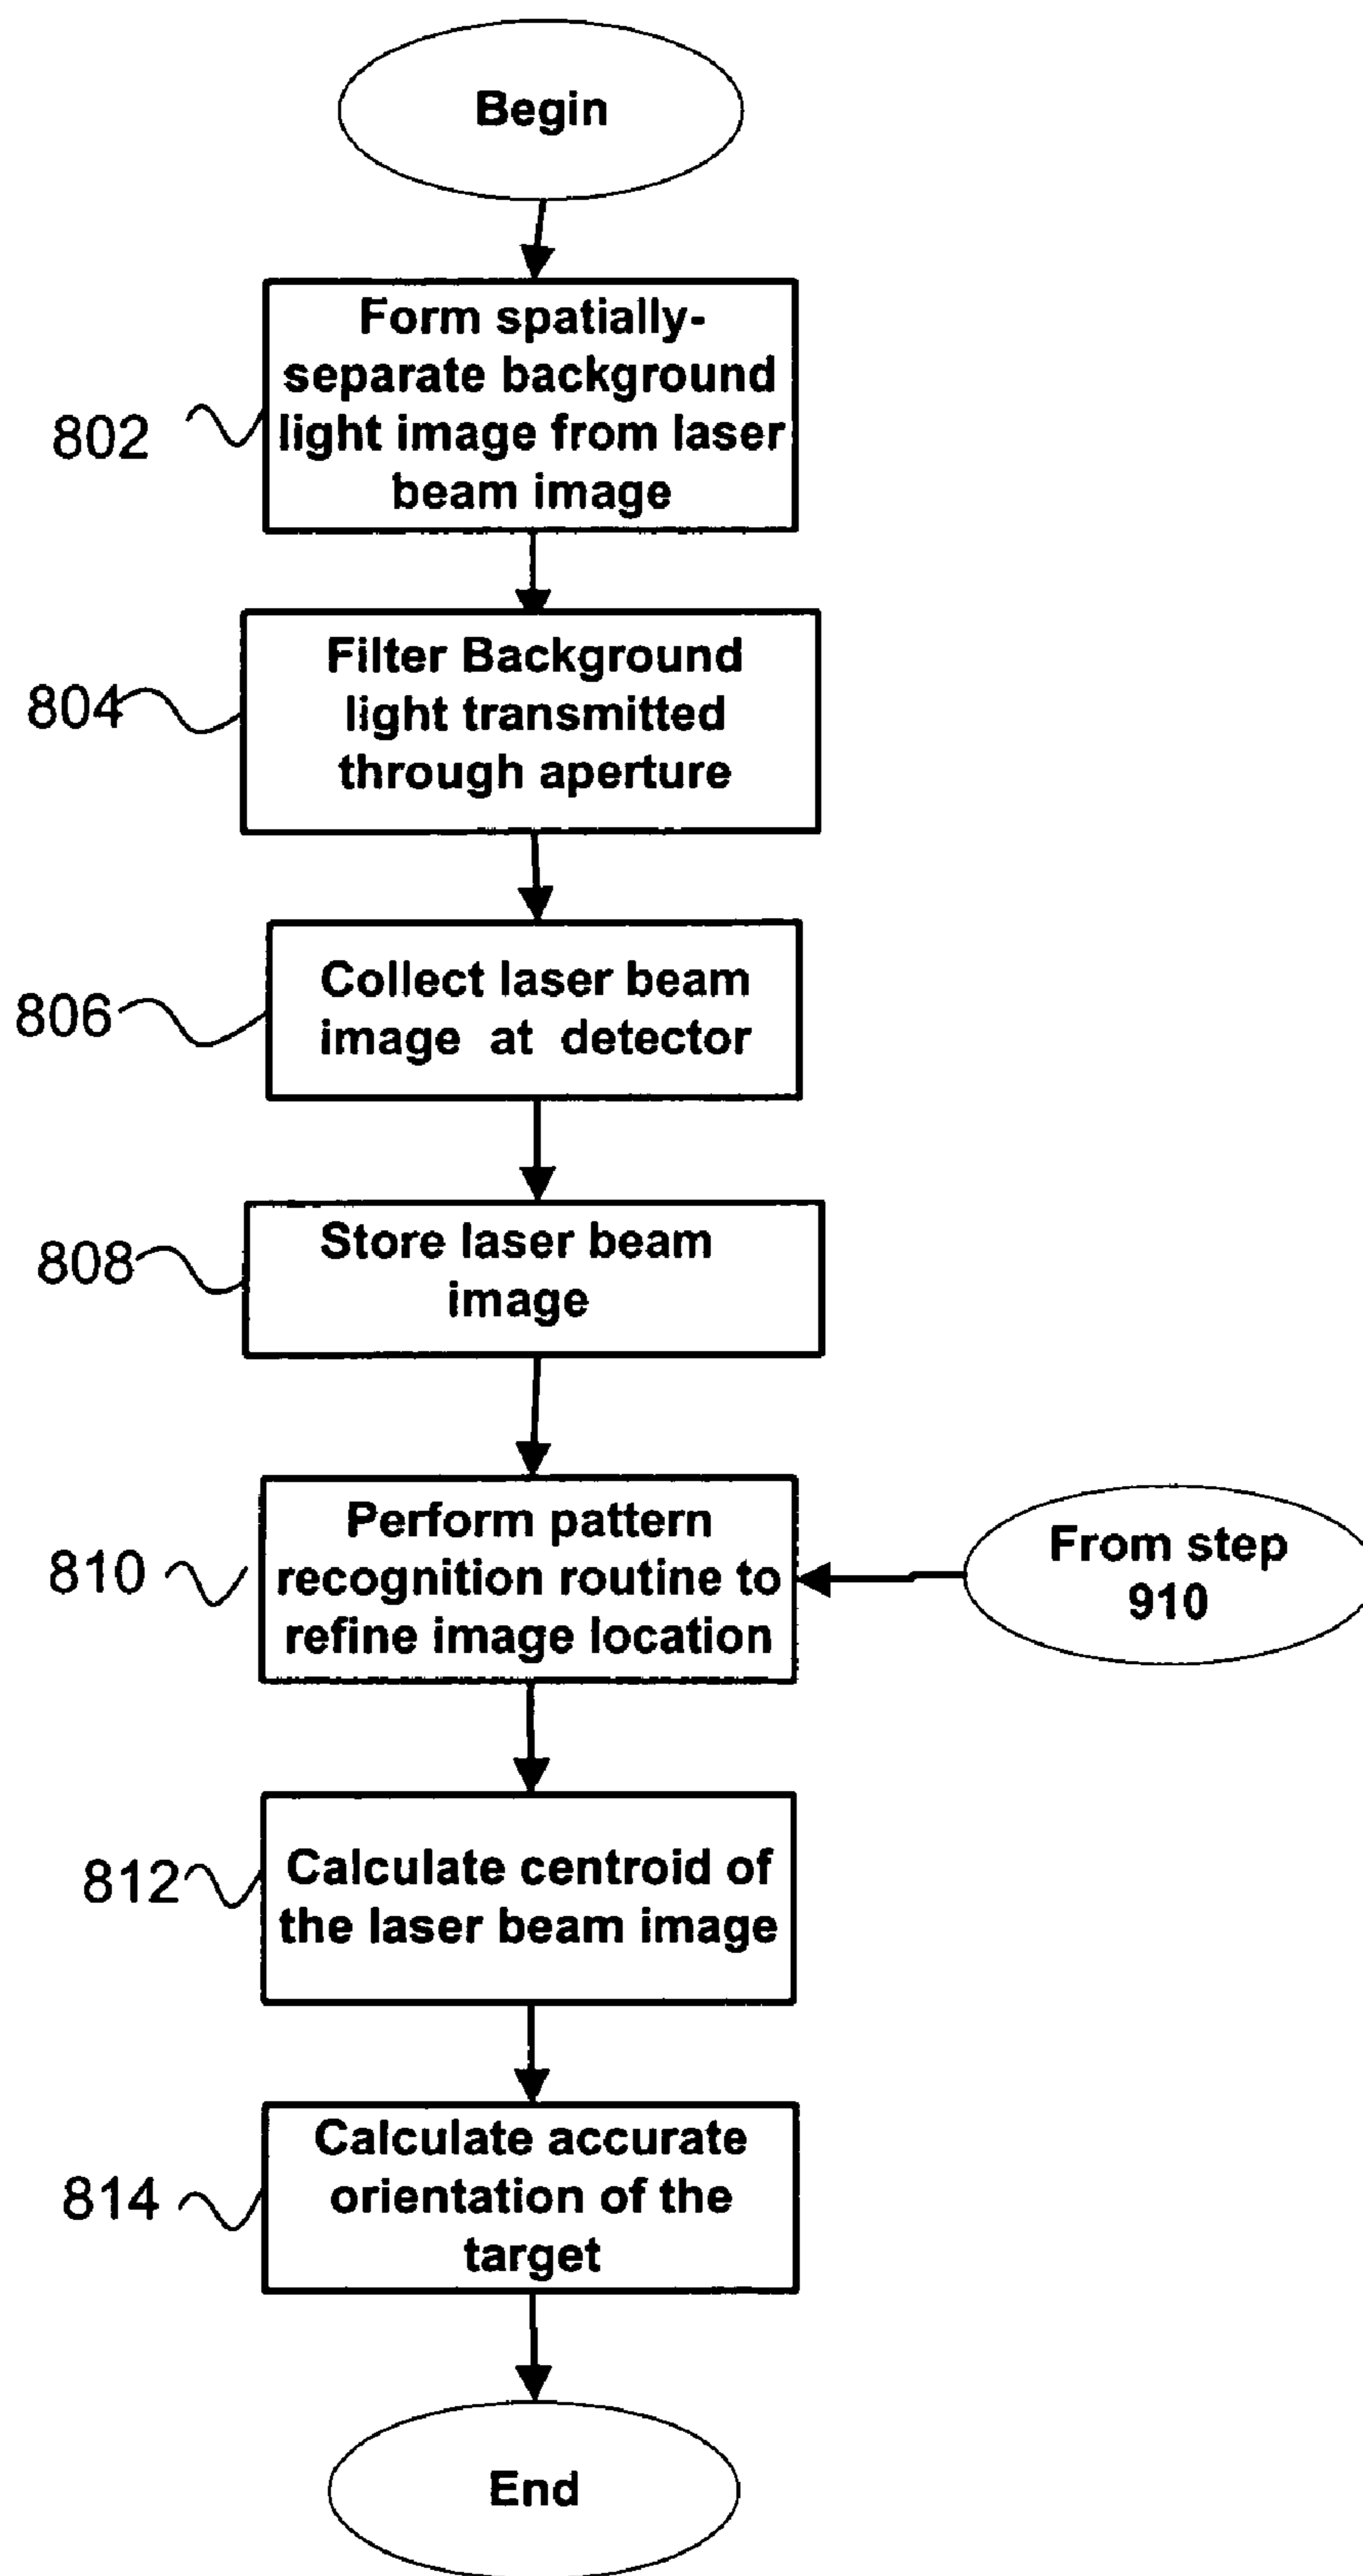 Begin
Form spatially-
separate background
light image from laser
beam image
802
Filter Background
light transmitted
through aperture
804
Collect laser beam
image at detector
806
Store laser beam
image
808
Perform pattern
recognition routine to
refine image location
810
From step
910
Calculate centroid of
the laser beam image
812
Calculate accurate
orientation of the
target
814
End